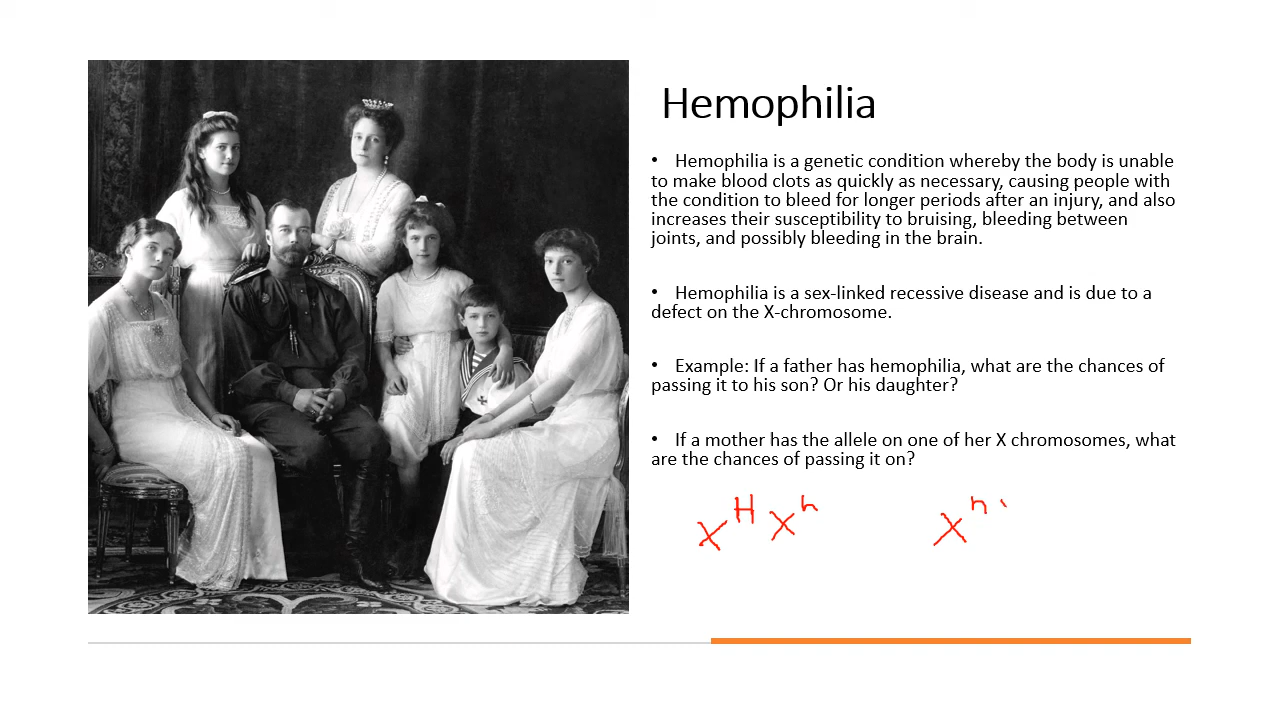 Hemophilia
• Hemophilia is a genetic condition whereby the body is unable
to make blood clots as quickly as necessary, causing people with
the condition to bleed for longer periods after an injury, and also
increases their susceptibility to bruising, bleeding between
joints, and possibly bleeding in the brain.
• Hemophilia is a sex-linked recessive disease and is due to a
defect on the X-chromosome.
• Example: If a father has hemophilia, what are the chances of
passing it to his son? Or his daughter?
• If a mother has the allele on one of her X chromosomes, what
are the chances of passing it on?
X^H X^h X^h